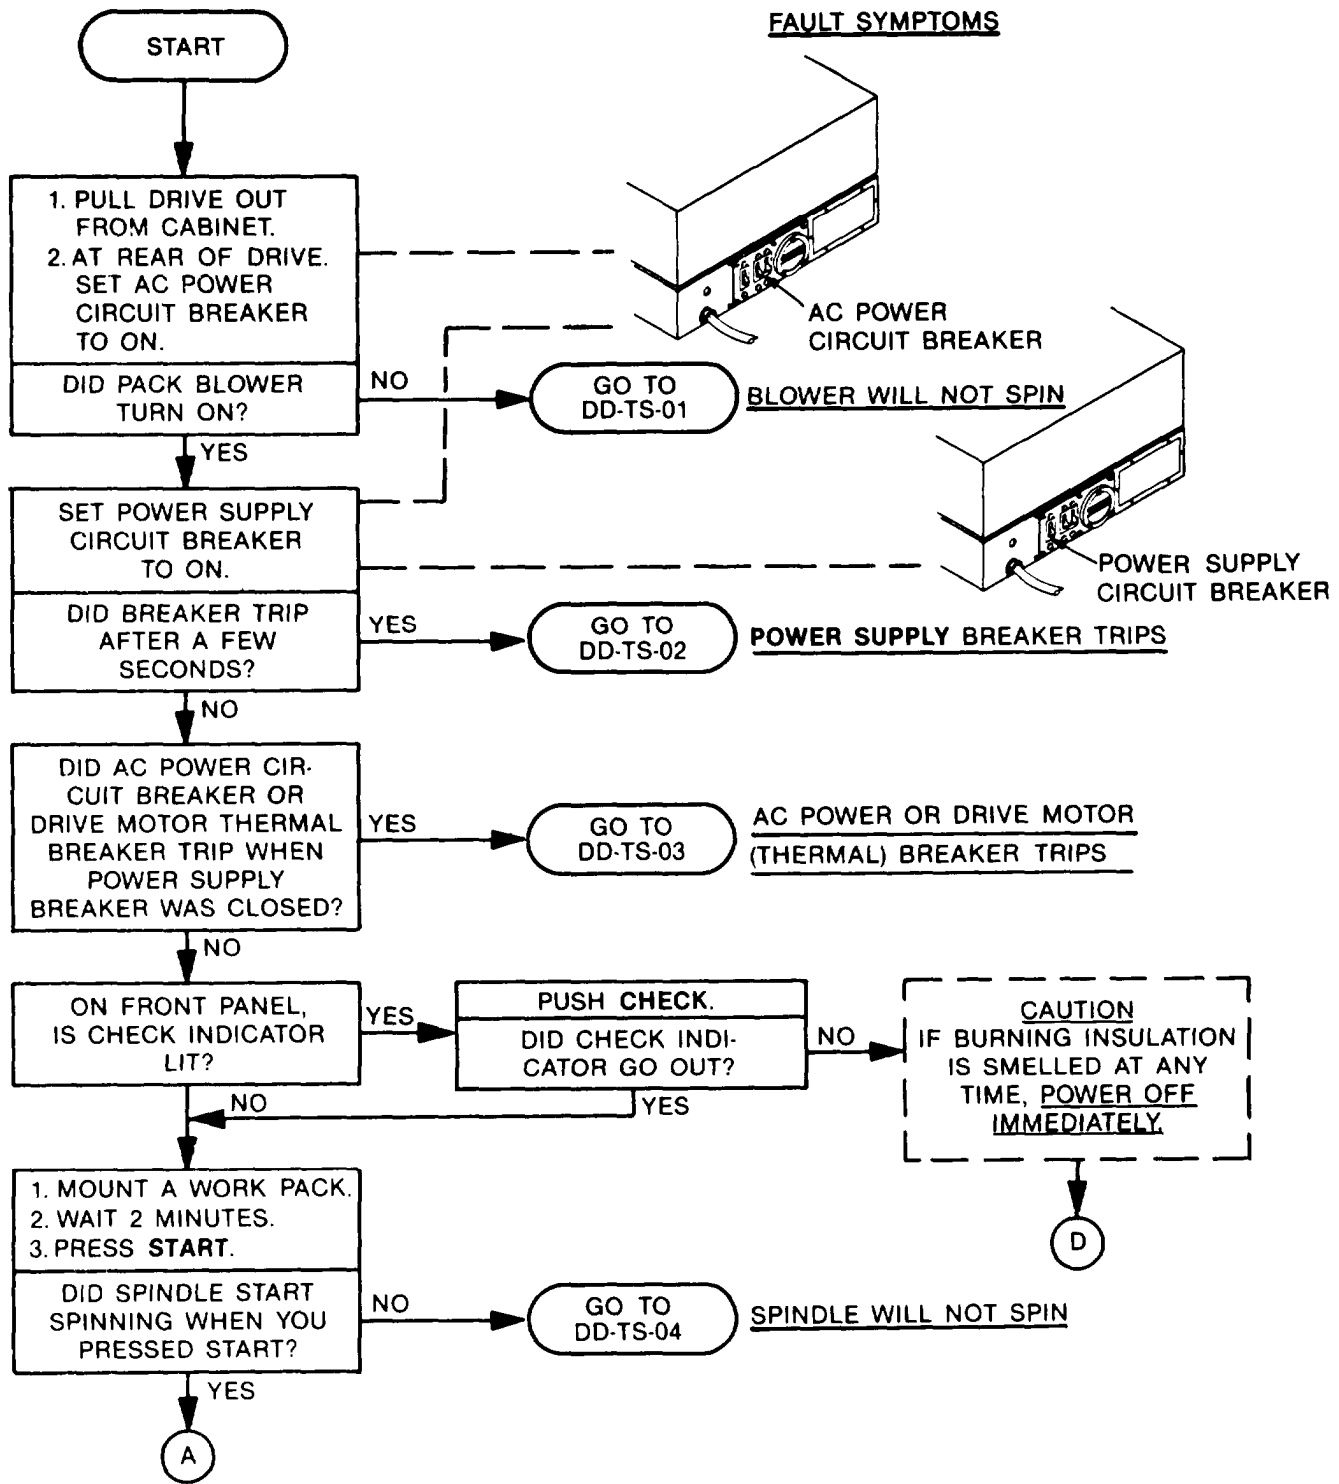 FAULT SYMPTOMS
START
1. PULL DRIVE OUT
FROM CABINET.
2. AT REAR OF DRIVE.
SET AC POWER
CIRCUIT BREAKER
TO ON.
AC POWER
CIRCUIT BREAKER
DID PACK BLOWER
TURN ON?
NO
GO TO
DD-TS-01
BLOWER WILL NOT SPIN
YES
SET POWER SUPPLY
CIRCUIT BREAKER
TO ON.
POWER SUPPLY
CIRCUIT BREAKER
DID BREAKER TRIP
AFTER A FEW
SECONDS?
YES
GO TO
DD-TS-02
POWER SUPPLY BREAKER TRIPS
NO
DID AC POWER CIR-
CUIT BREAKER OR
DRIVE MOTOR THERMAL
BREAKER TRIP WHEN
POWER SUPPLY
BREAKER WAS CLOSED?
YES
GO TO
DD-TS-03
AC POWER OR DRIVE MOTOR
(THERMAL) BREAKER TRIPS
NO
ON FRONT PANEL,
IS CHECK INDICATOR
LIT?
YES
PUSH CHECK.
DID CHECK INDI-
CATOR GO OUT?
NO
CAUTION
IF BURNING INSULATION
IS SMELLED AT ANY
TIME, POWER OFF
IMMEDIATELY.
NO
YES
D
1. MOUNT A WORK PACK.
2. WAIT 2 MINUTES.
3. PRESS START.
DID SPINDLE START
SPINNING WHEN YOU
PRESSED START?
NO
GO TO
DD-TS-04
SPINDLE WILL NOT SPIN
YES
A